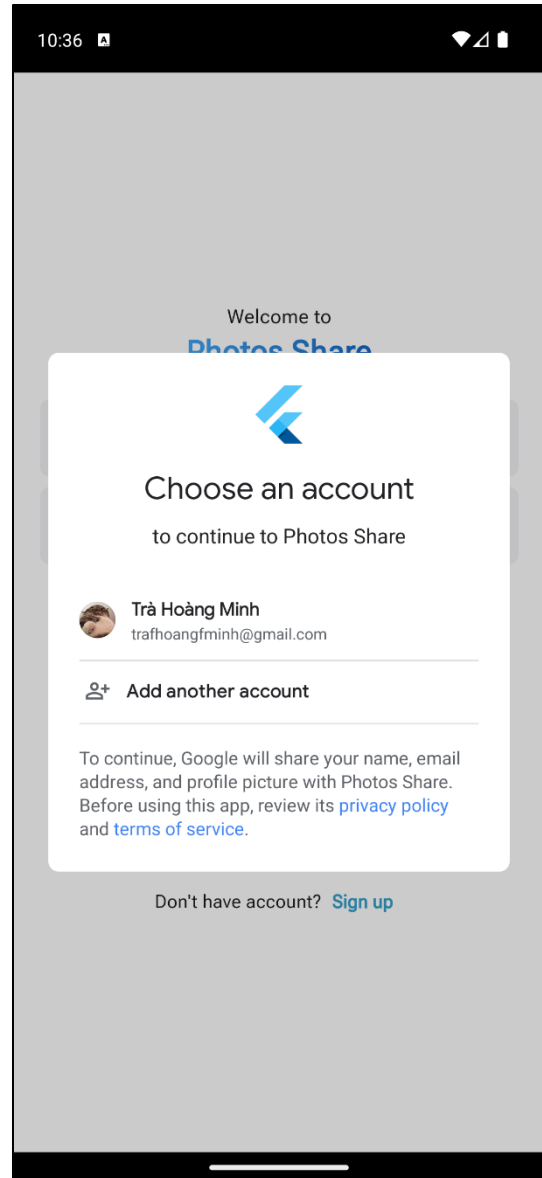 10:36
Welcome to
Photos Share
Choose an account
to continue to Photos Share
Trà Hoàng Minh
trafhoangfminh@gmail.com
Add another account
To continue, Google will share your name, email
address, and profile picture with Photos Share.
Before using this app, review its privacy policy
and terms of service.
Don't have account? Sign up